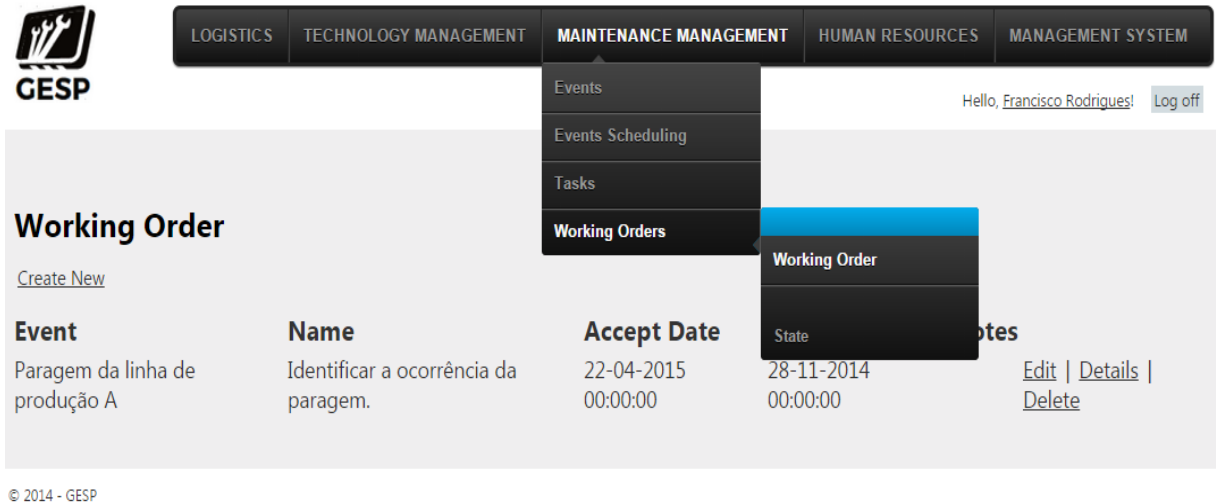 GESP
LOGISTICS
TECHNOLOGY MANAGEMENT
MAINTENANCE MANAGEMENT
HUMAN RESOURCES
MANAGEMENT SYSTEM
Hello, Francisco Rodrigues! Log off
Events
Events Scheduling
Tasks
Working Orders
Working Order
State
Working Order
Create New
Event Name Accept Date
Paragem da linha de
produção A
Identificar a ocorrência da
paragem.
22-04-2015
00:00:00
28-11-2014
00:00:00
Edit | Details |
Delete
© 2014 - GESP